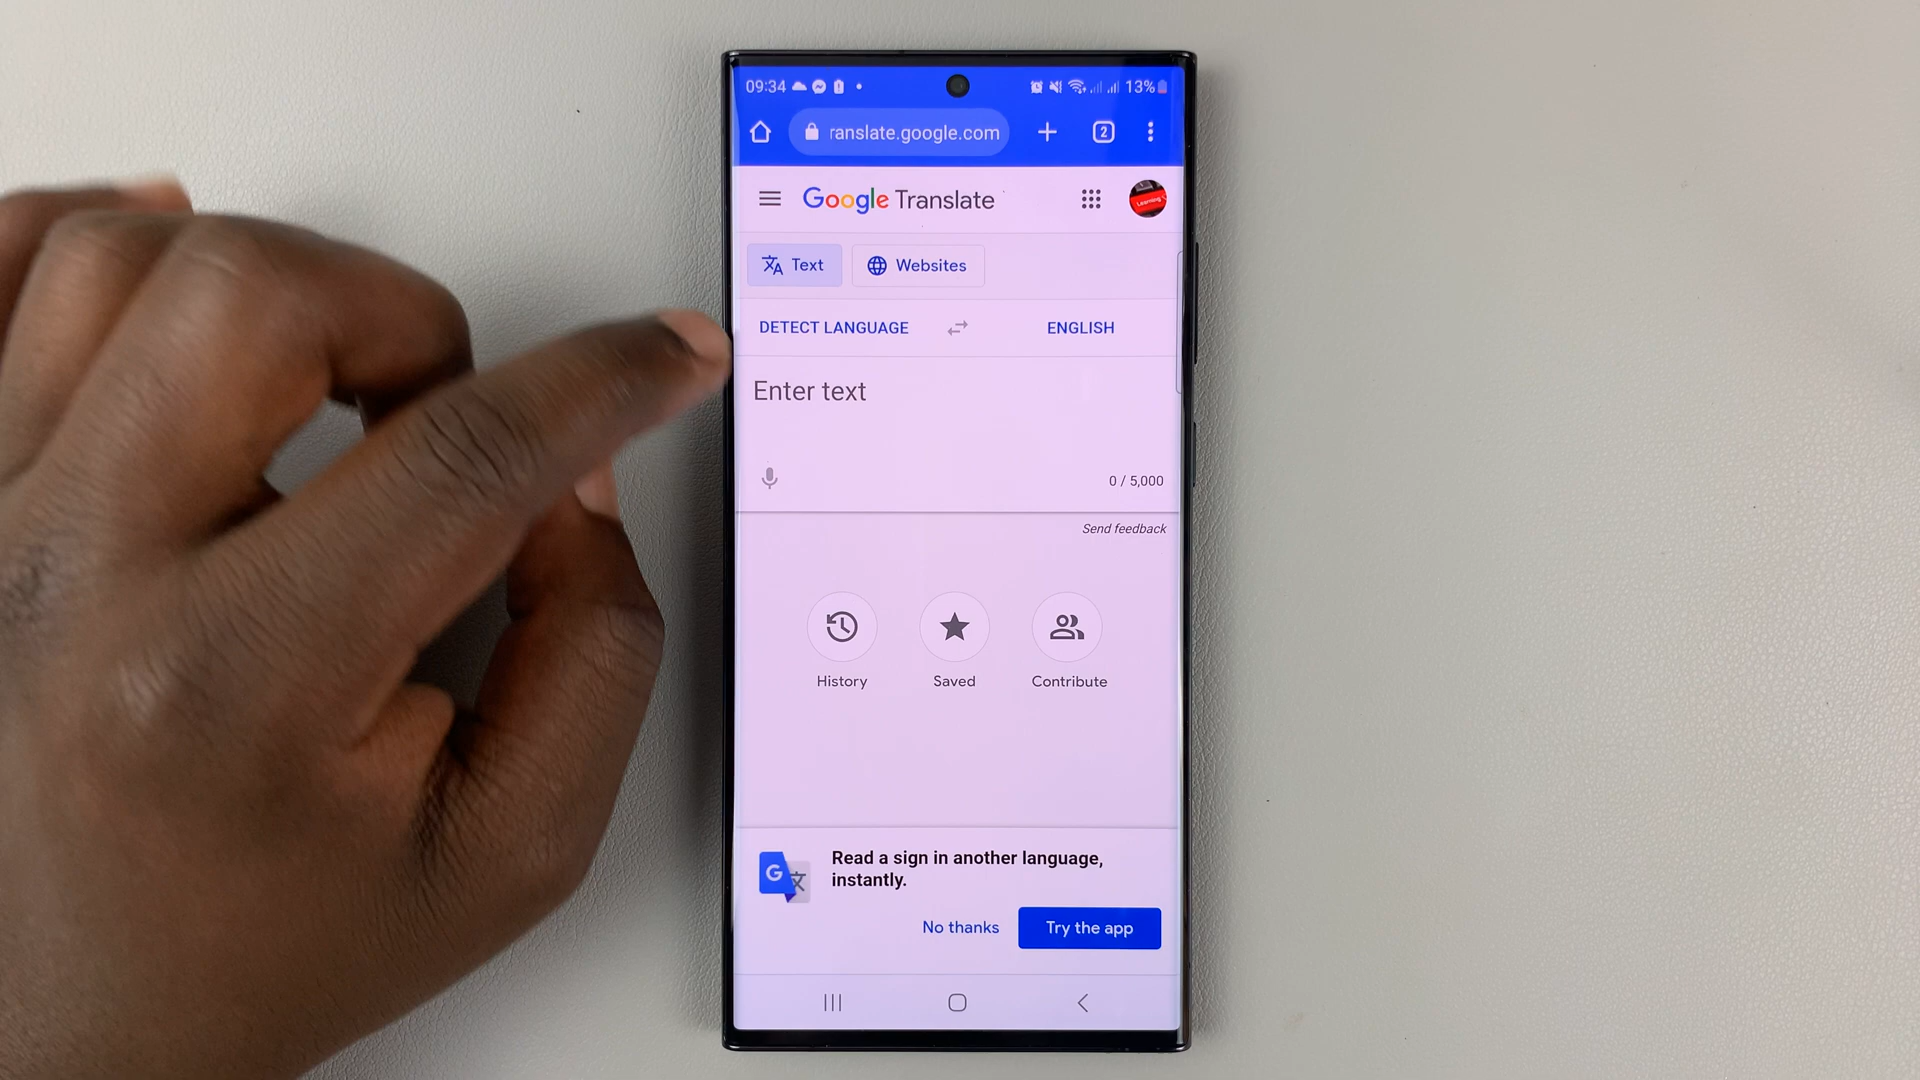 09:34 13%
ranslate.google.com 2
Google Translate
Learning
Text Websites
DETECT LANGUAGE ENGLISH
Enter text
0 / 5,000
Send feedback
History Saved Contribute
Read a sign in another language,
instantly.
No thanks Try the app